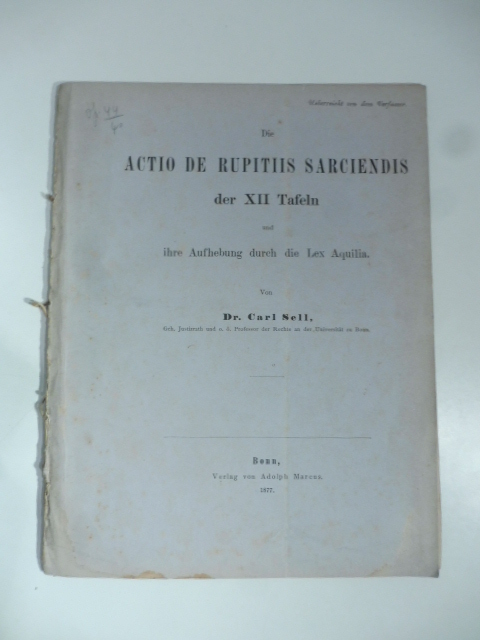 Ueberreicht von dem Verfasser
Die
ACTIO DE RUPITIIS SARCIENDIS
der XII Tafeln
und
ihre Aufhebung durch die Lex Aquilia.
Von
Dr. Carl Sell,
Geh. Justizrath und o. ö. Professor der Rechte an der Universität zu Bonn.
Bonn,
Verlag von Adolph Marcus.
1877.